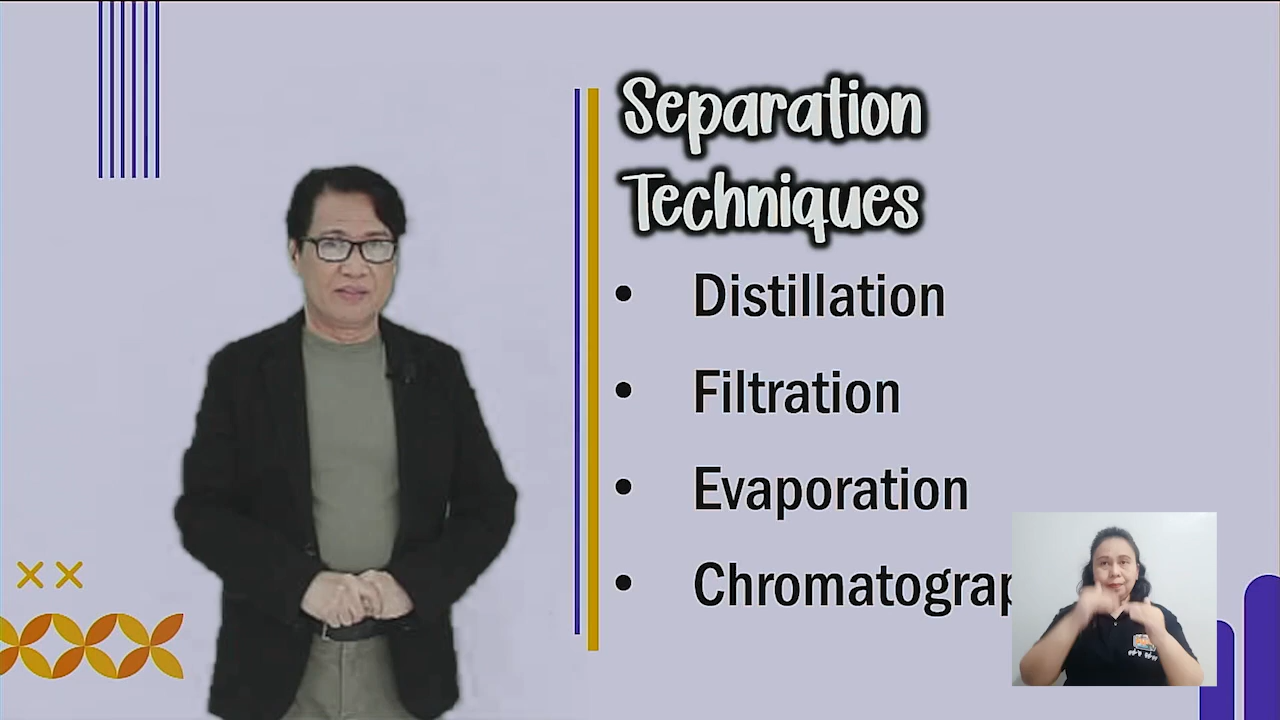 Separation
Techniques
• Distillation
• Filtration
• Evaporation
• Chromatograp